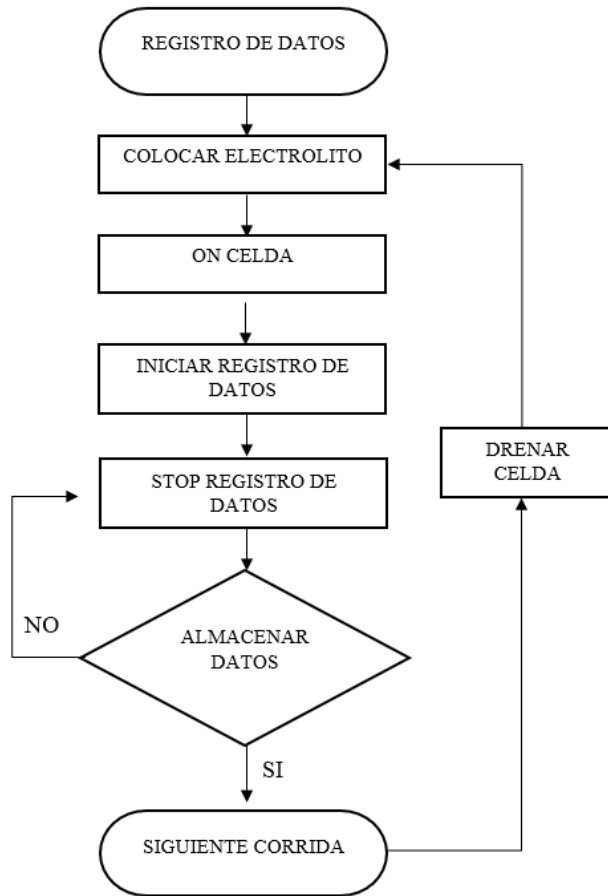 REGISTRO DE DATOS
COLOCAR ELECTROLITO
ON CELDA
INICIAR REGISTRO DE
DATOS
STOP REGISTRO DE
DATOS
DRENAR
CELDA
NO
ALMACENAR
DATOS
SI
SIGUIENTE CORRIDA